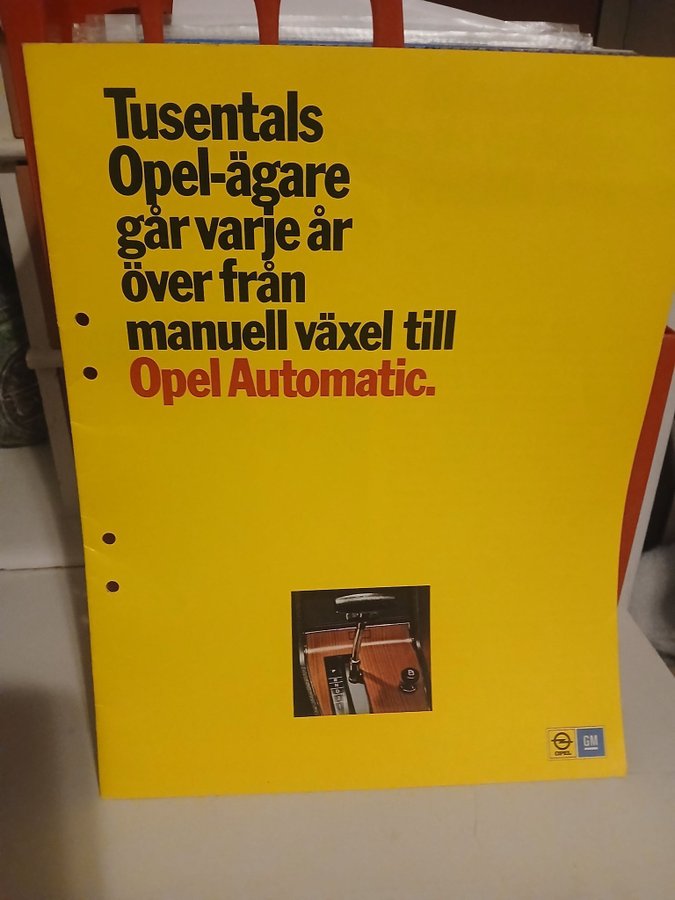 Tusentals
Opel-ägare
går varje år
över från
manuell växel till
Opel Automatic.
OPEL
GM